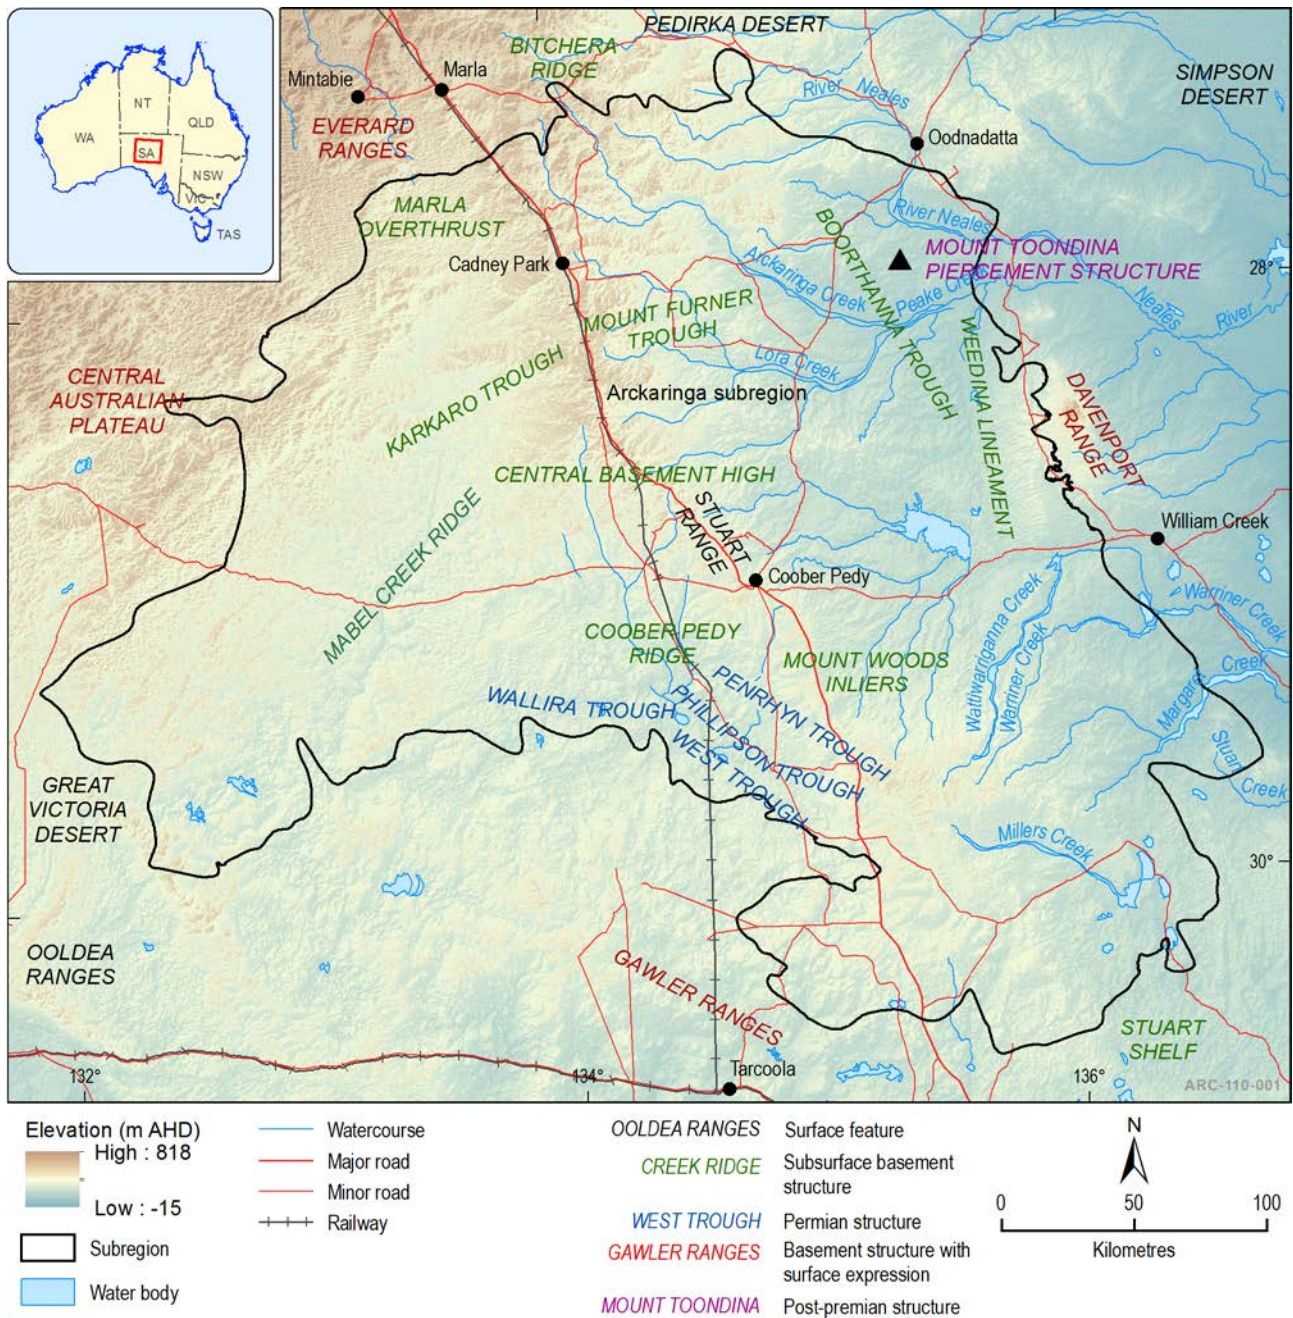 PEDIRKA DESERT
BITCHERA
RIDGE
SIMPSON
DESERT
NT
WA
QLD
SA
NSW
VIC
TAS
Mintabie
Marla
River Neales
EVERARD
RANGES
Oodnadatta
MARLA
OVERTHRUST
River Neales
BOORTHANNA TROUGH
MOUNT TOONDINA
PIERCEMENT STRUCTURE
Cadney Park
Arckaringa Creek
Peake Creek
28°
Neales
River
MOUNT FURNER
TROUGH
WEEDINA LINEAMENT
Lora Creek
KARKARO TROUGH
CENTRAL
AUSTRALIAN
PLATEAU
DAVENPORT
RANGE
Arckaringa subregion
CENTRAL BASEMENT HIGH
STUART
RANGE
MABEL CREEK RIDGE
William Creek
Coober Pedy
Wattiwarriganna Creek
Warriner Creek
Warriner Creek
COOBER PEDY
RIDGE
MOUNT WOODS
INLIERS
Margaret
Creek
PENRHYN TROUGH
WALLIRA TROUGH
PHILLIPSON TROUGH
WEST TROUGH
Stuart
Creek
GREAT
VICTORIA
DESERT
Millers Creek
30°
OOLDEA
RANGES
GAWLER RANGES
STUART
SHELF
Tarcoola
132°
134°
136°
ARC-110-001
Elevation (m AHD)
High : 818
Low : -15
Subregion
Water body
Watercourse
Major road
Minor road
Railway
OOLDEA RANGES Surface feature
CREEK RIDGE Subsurface basement
structure
WEST TROUGH Permian structure
GAWLER RANGES Basement structure with
surface expression
MOUNT TOONDINA Post-premian structure
N
0 50 100
Kilometres